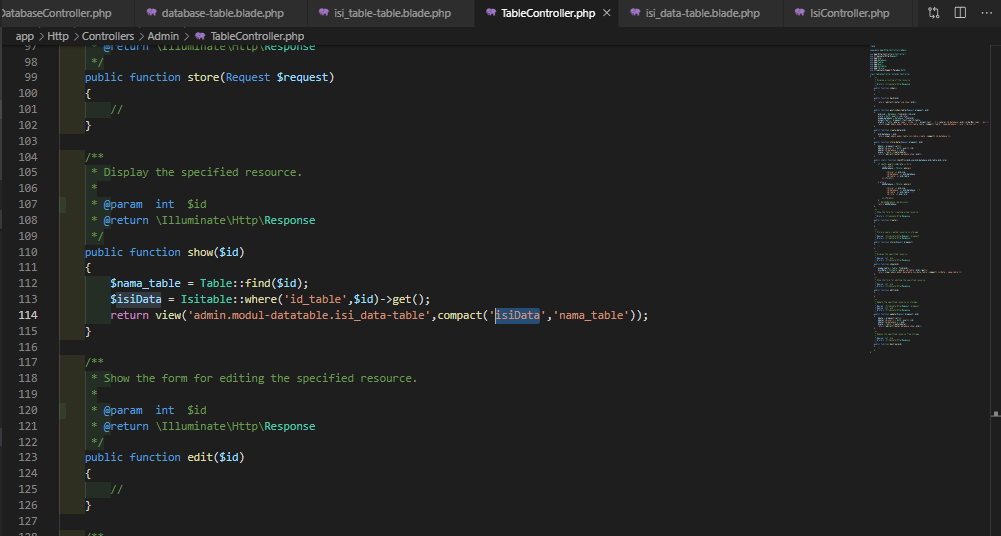 DatabaseController.php database-table.blade.php isi_table-table.blade.php TableController.php isi_data-table.blade.php IsiController.php
app > Http > Controllers > Admin > TableController.php
97 * @return \Illuminate\Http\Response
98 */
99 public function store(Request $request)
100 {
101 //
102 }
103
104 /**
105 * Display the specified resource.
106 *
107 * @param  int  $id
108 * @return \Illuminate\Http\Response
109 */
110 public function show($id)
111 {
112 $nama_table = Table::find($id);
113 $isiData = Isitable::where('id_table',$id)->get();
114 return view('admin.modul-datatable.isi_data-table',compact('isiData','nama_table'));
115 }
116
117 /**
118 * Show the form for editing the specified resource.
119 *
120 * @param  int  $id
121 * @return \Illuminate\Http\Response
122 */
123 public function edit($id)
124 {
125 //
126 }
127
128 /**